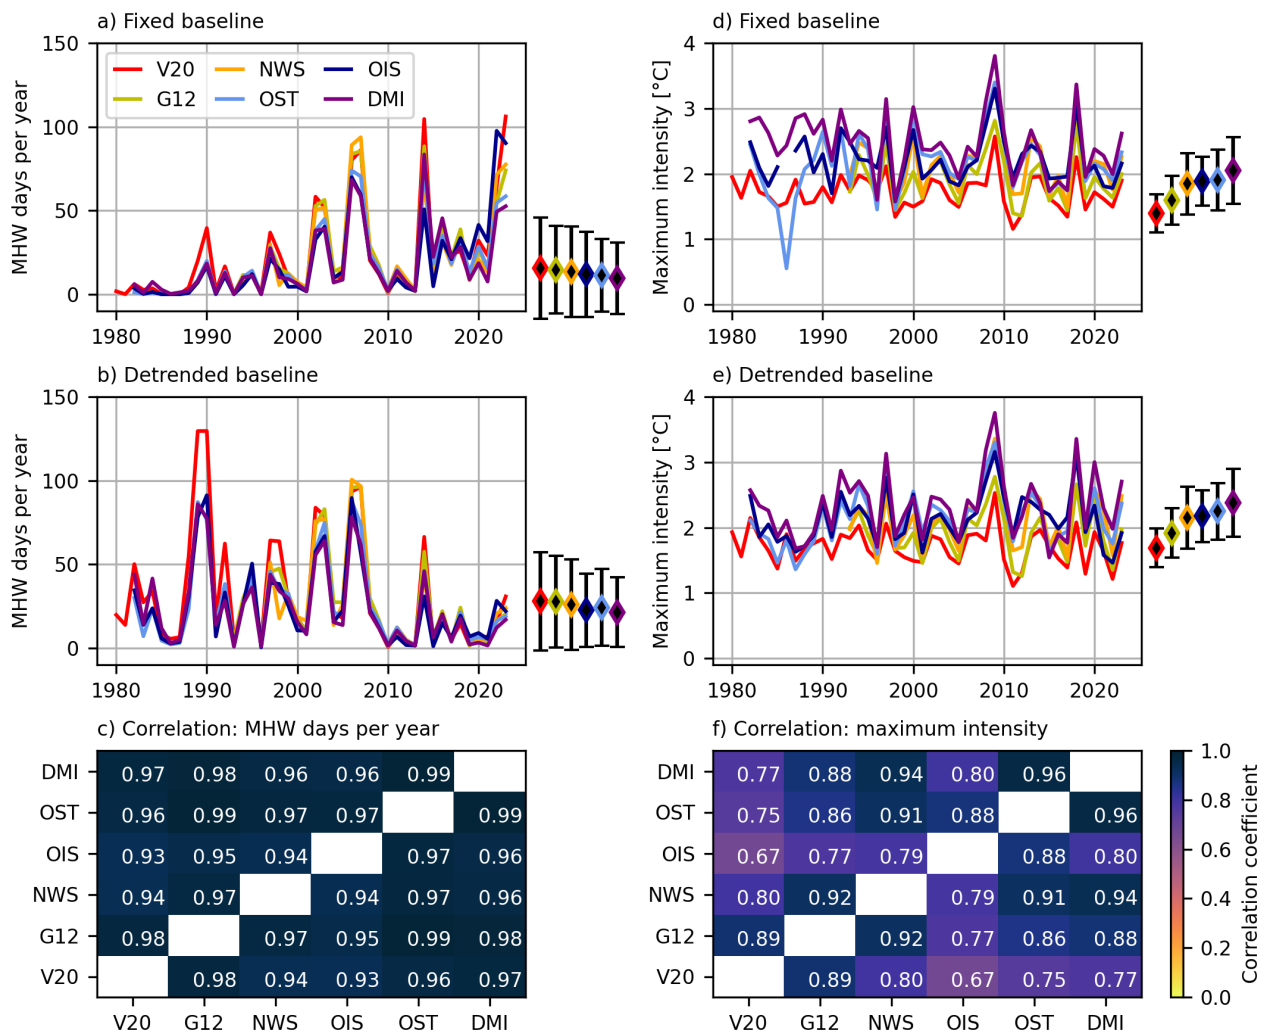 a) Fixed baseline
MHW days per year
150
100
50
0
V20 NWS OIS
G12 OST DMI
1980 1990 2000 2010 2020
b) Detrended baseline
MHW days per year
150
100
50
0
1980 1990 2000 2010 2020
c) Correlation: MHW days per year
DMI 0.97 0.98 0.96 0.96 0.99
OST 0.96 0.99 0.97 0.97 0.99
OIS 0.93 0.95 0.94 0.97 0.96
NWS 0.94 0.97 0.94 0.97 0.96
G12 0.98 0.97 0.95 0.99 0.98
V20 0.98 0.94 0.93 0.96 0.97
V20 G12 NWS OIS OST DMI
d) Fixed baseline
Maximum intensity [°C]
4
3
2
1
0
1980 1990 2000 2010 2020
e) Detrended baseline
Maximum intensity [°C]
4
3
2
1
0
1980 1990 2000 2010 2020
f) Correlation: maximum intensity
DMI 0.77 0.88 0.94 0.80 0.96
OST 0.75 0.86 0.91 0.88 0.96
OIS 0.67 0.77 0.79 0.88 0.80
NWS 0.80 0.92 0.79 0.91 0.94
G12 0.89 0.92 0.77 0.86 0.88
V20 0.89 0.80 0.67 0.75 0.77
V20 G12 NWS OIS OST DMI
1.0
0.8
0.6
0.4
0.2
0.0
Correlation coefficient